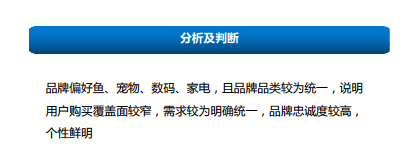 分析及判断
品牌偏好鱼、宠物、数码、家电，且品牌品类较为统一，说明
用户购买覆盖面较窄，需求较为明确统一，品牌忠诚度较高，
个性鲜明